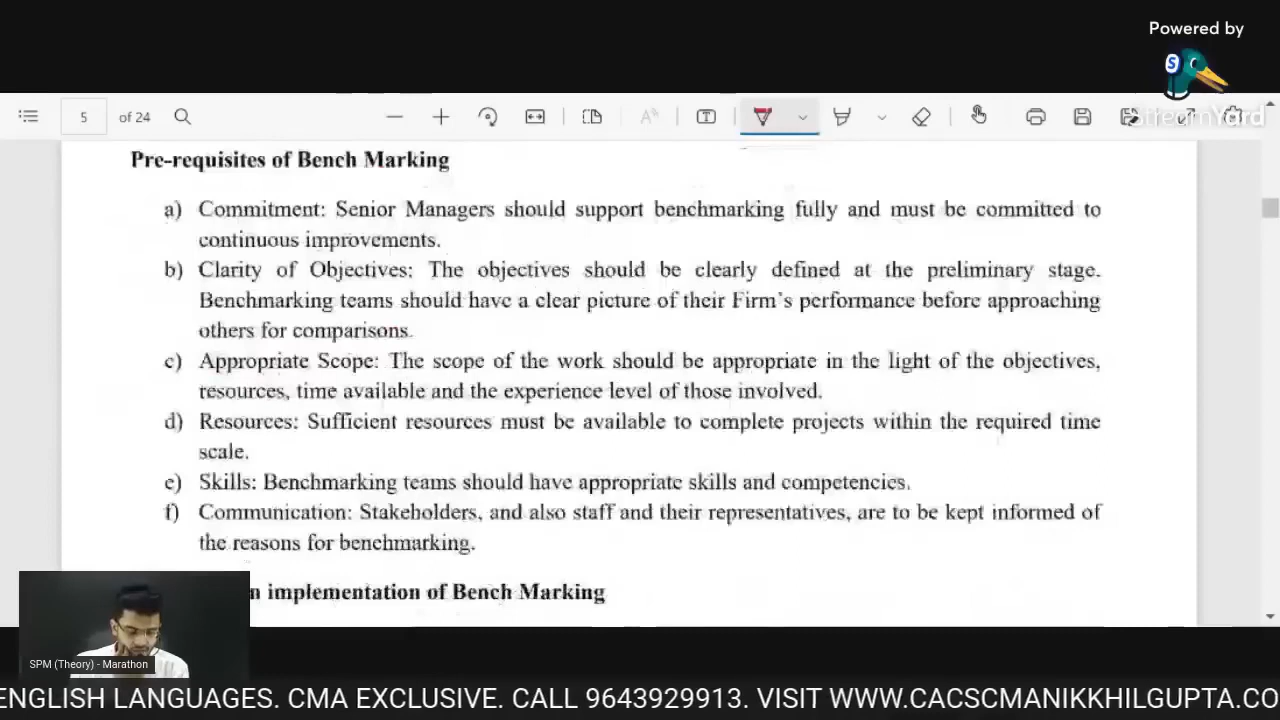 Powered by
5 of 24
StreamYard
Pre-requisites of Bench Marking
a) Commitment: Senior Managers should support benchmarking fully and must be committed to
continuous improvements.
b) Clarity of Objectives: The objectives should be clearly defined at the preliminary stage.
Benchmarking teams should have a clear picture of their Firm's performance before approaching
others for comparisons.
c) Appropriate Scope: The scope of the work should be appropriate in the light of the objectives,
resources, time available and the experience level of those involved.
d) Resources: Sufficient resources must be available to complete projects within the required time
scale.
e) Skills: Benchmarking teams should have appropriate skills and competencies.
f) Communication: Stakeholders, and also staff and their representatives, are to be kept informed of
the reasons for benchmarking.
n implementation of Bench Marking
SPM (Theory) - Marathon
ENGLISH LANGUAGES. CMA EXCLUSIVE. CALL 9643929913. VISIT WWW.CACSCMANIKKHILGUPTA.CO